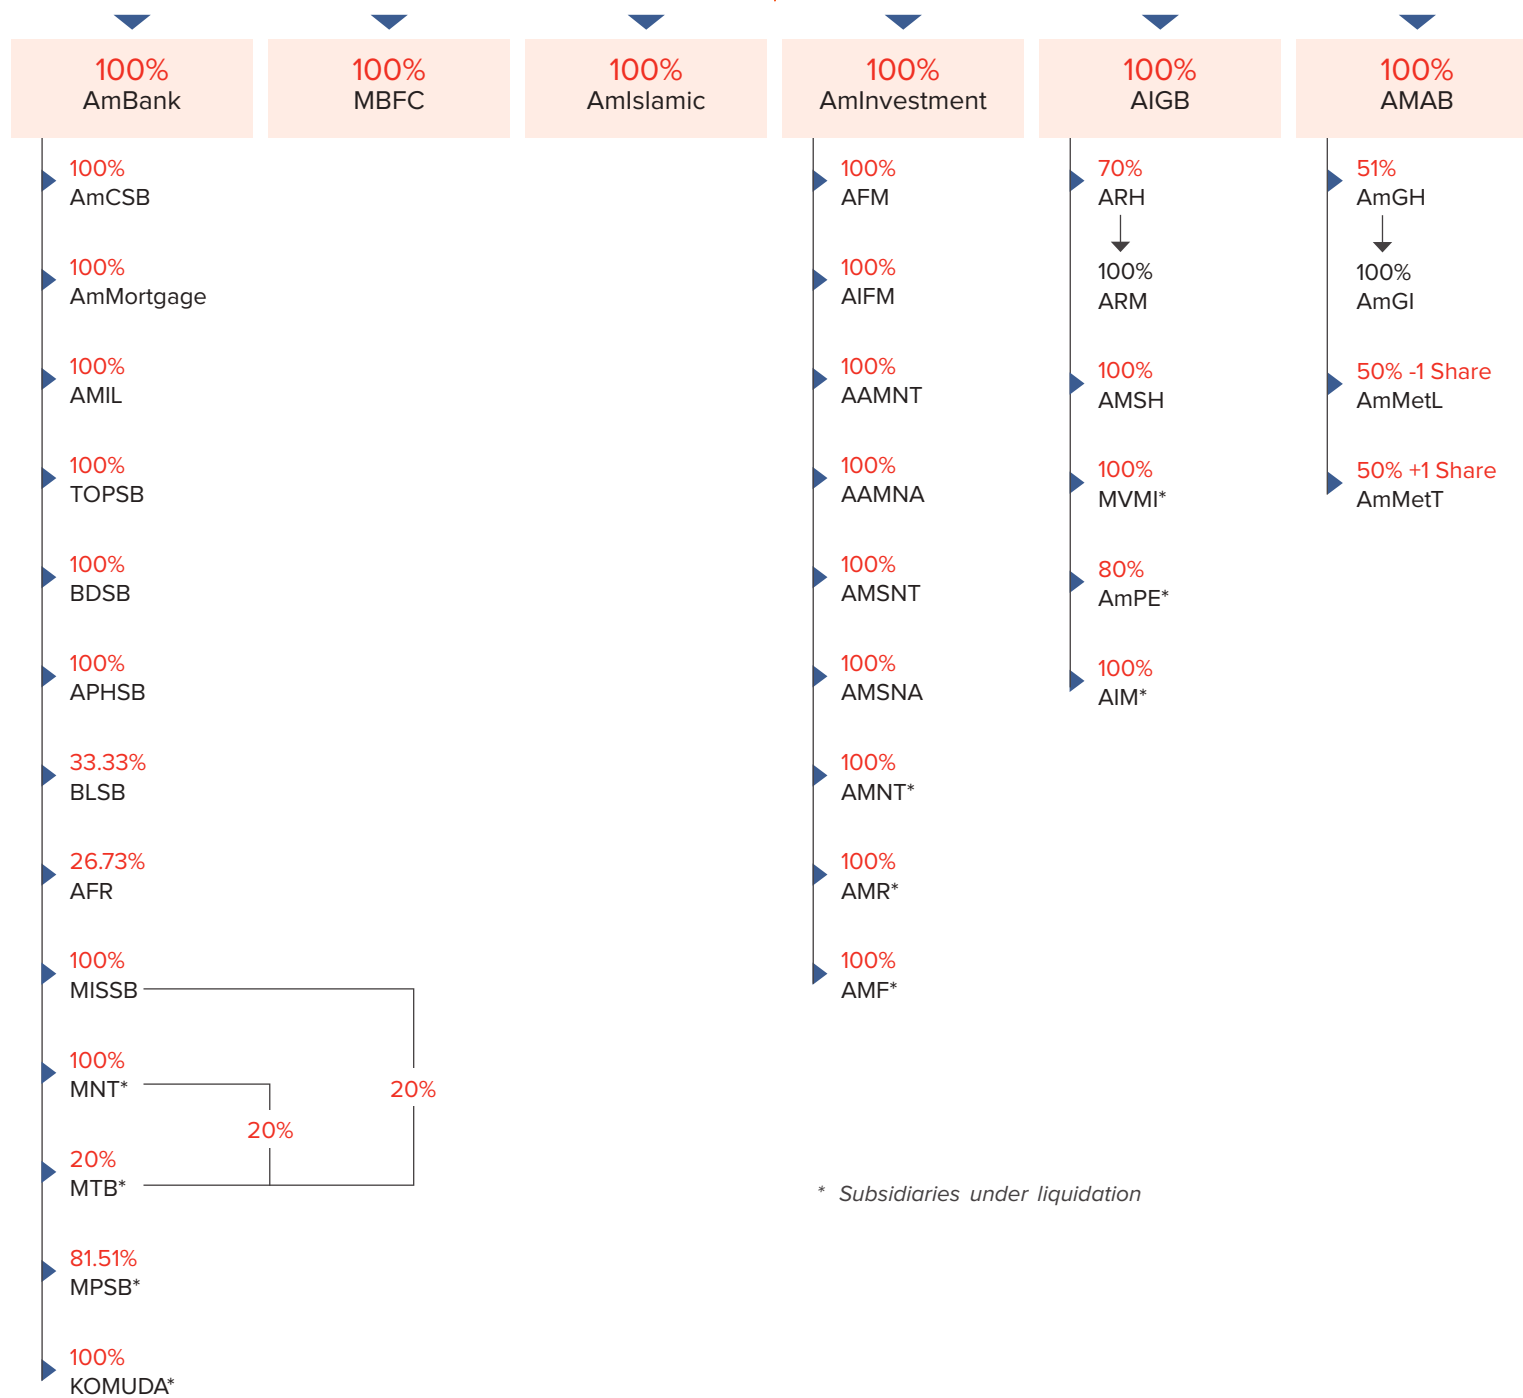 100%
AmBank
100%
MBFC
100%
AmIslamic
100%
AmInvestment
100%
AIGB
100%
AMAB
100%
AmCSB
100%
AmMortgage
100%
AMIL
100%
TOPSB
100%
BDSB
100%
APHSB
33.33%
BLSB
26.73%
AFR
100%
MISSB
100%
MNT*
20%
MTB*
20%
20%
81.51%
MPSB*
100%
KOMUDA*
100%
AFM
100%
AIFM
100%
AAMNT
100%
AAMNA
100%
AMSNT
100%
AMSNA
100%
AMNT*
100%
AMR*
100%
AMF*
70%
ARH
100%
ARM
100%
AMSH
100%
MVMI*
80%
AmPE*
100%
AIM*
51%
AmGH
100%
AmGI
50% -1 Share
AmMetL
50% +1 Share
AmMetT
* Subsidiaries under liquidation